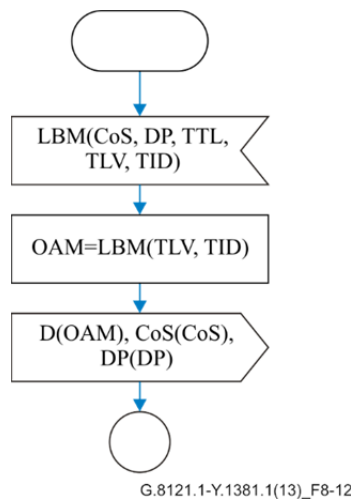 LBM(CoS, DP, TTL,
TLV, TID)
OAM=LBM(TLV, TID)
D(OAM), CoS(CoS),
DP(DP)
G.8121.1-Y.1381.1(13)_F8-12